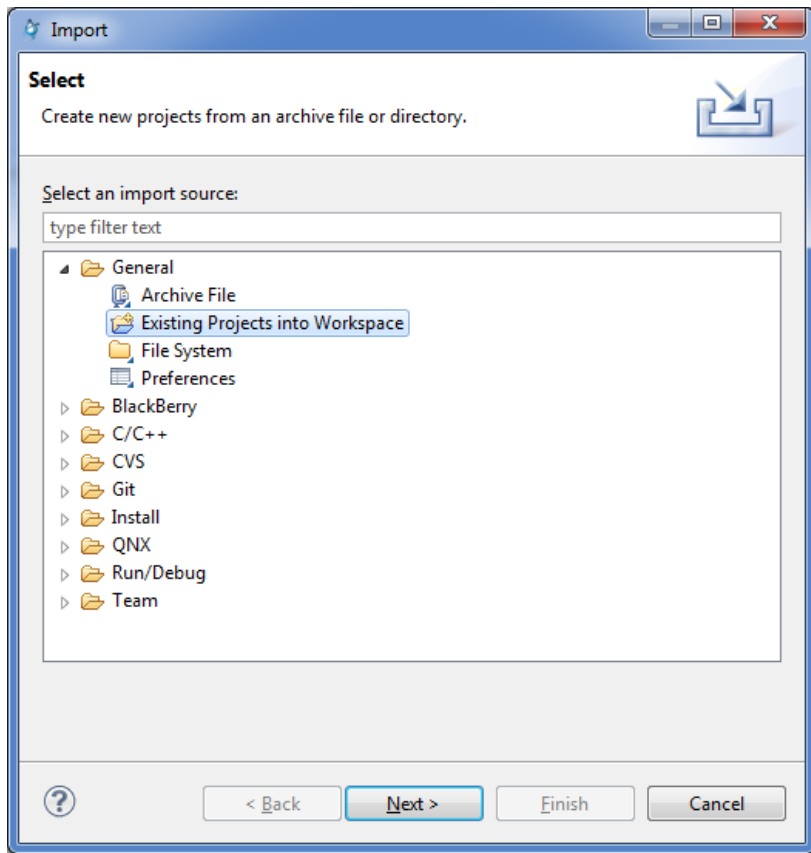 Import
Select
Create new projects from an archive file or directory.
Select an import source:
type filter text
General
Archive File
Existing Projects into Workspace
File System
Preferences
BlackBerry
C/C++
CVS
Git
Install
QNX
Run/Debug
Team
? < Back Next > Finish Cancel